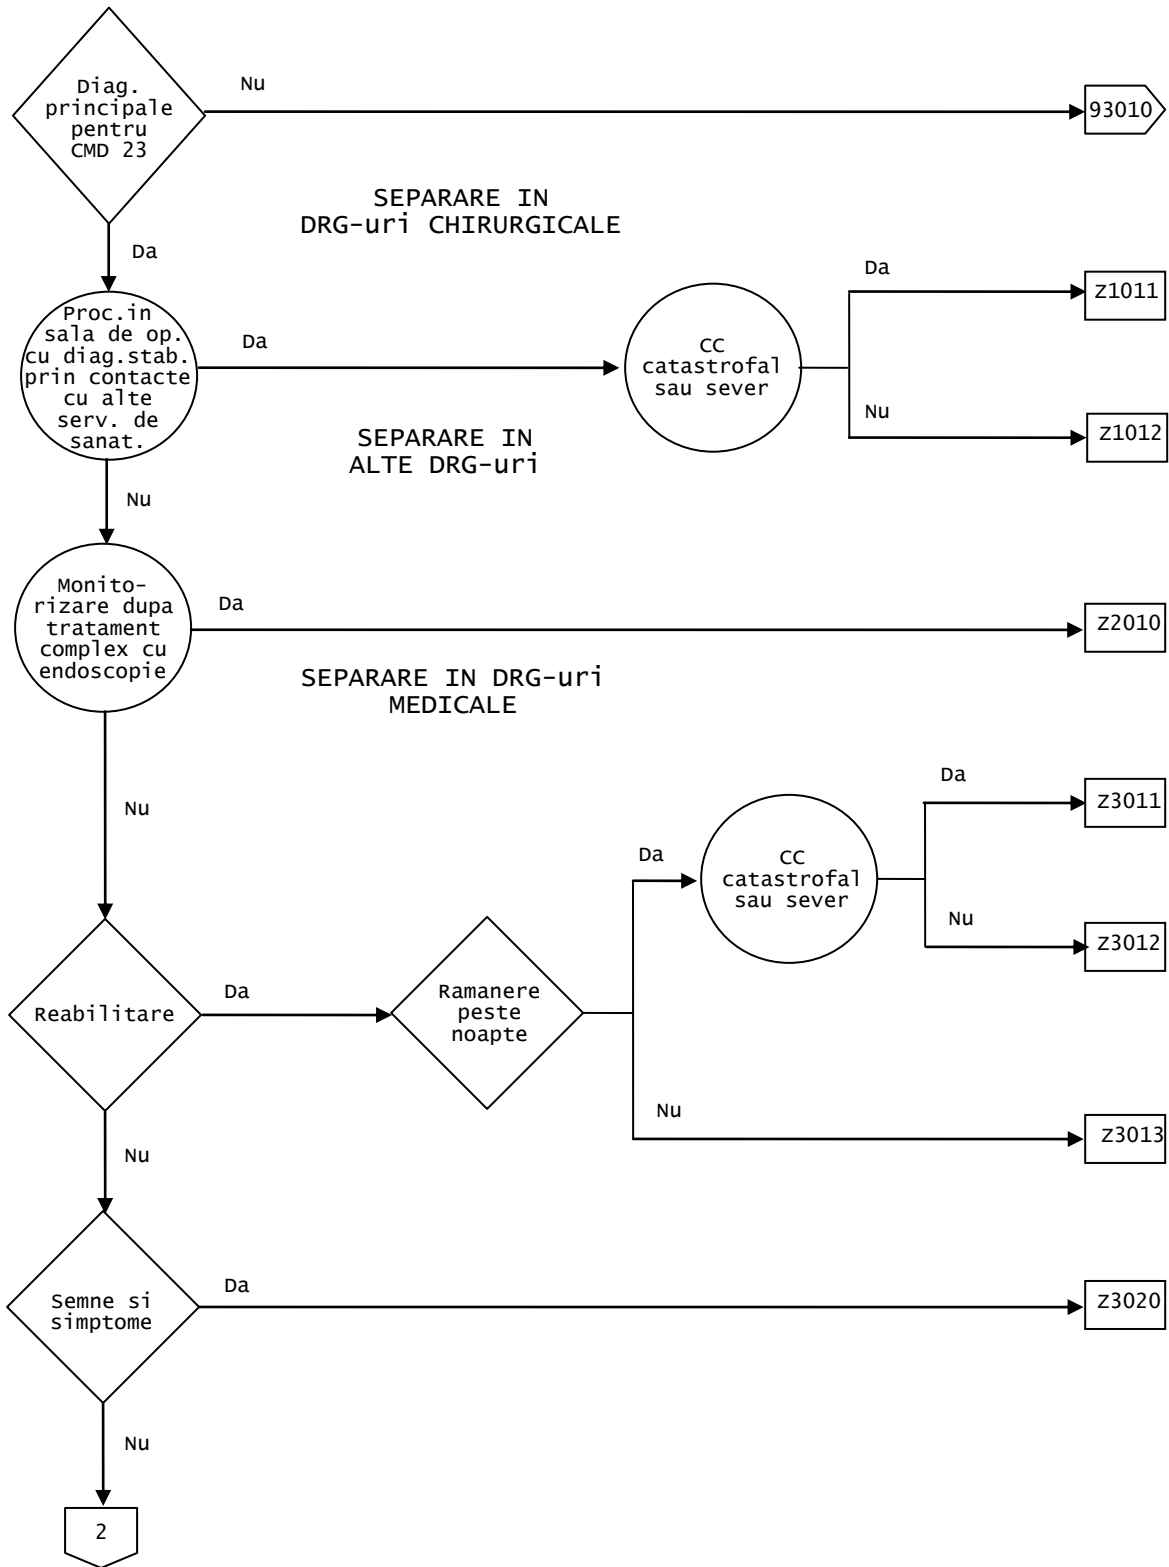 Diag.
principale
pentru
CMD 23
Nu
93010
SEPARARE IN
DRG-uri CHIRURGICALE
Da
Proc.in
sala de op.
cu diag.stab.
prin contacte
cu alte
serv. de
sanat.
Da
CC
catastrofal
sau sever
Da
Z1011
Nu
Z1012
SEPARARE IN
ALTE DRG-uri
Nu
Monito-
rizare dupa
tratament
complex cu
endoscopie
Da
Z2010
SEPARARE IN DRG-uri
MEDICALE
Nu
Reabilitare
Da
Ramanere
peste
noapte
Da
CC
catastrofal
sau sever
Da
Z3011
Nu
Z3012
Nu
Z3013
Nu
Semne si
simptome
Da
Z3020
Nu
2